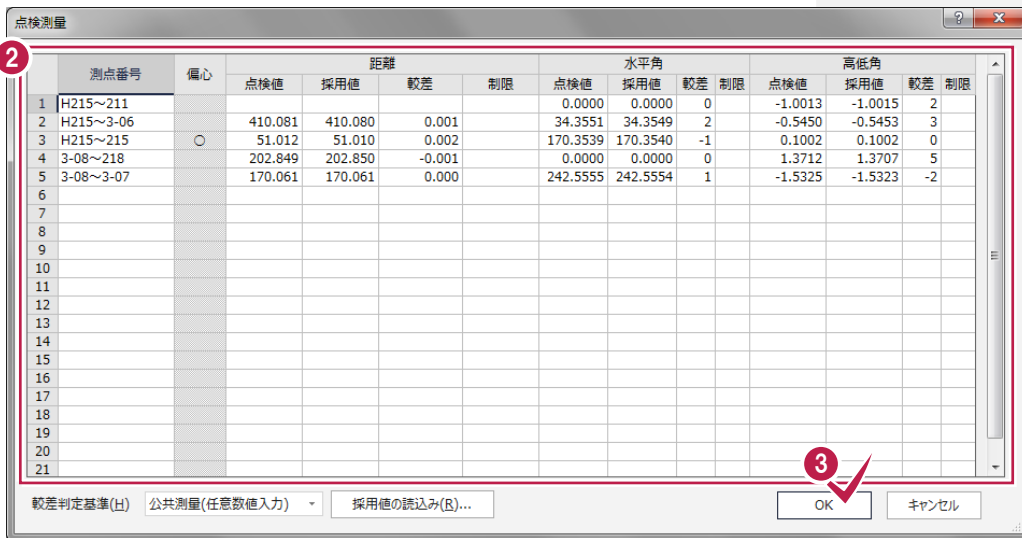 点検測量
2
測点番号 偏心 距離 水平角 高低角
点検値 採用値 較差 制限 点検値 採用値 較差 制限 点検値 採用値 較差 制限
1 H215～211 0.0000 0.0000 0 -1.0013 -1.0015 2
2 H215～3-06 410.081 410.080 0.001 34.3551 34.3549 2 -0.5450 -0.5453 3
3 H215～215 ○ 51.012 51.010 0.002 170.3539 170.3540 -1 0.1002 0.1002 0
4 3-08～218 202.849 202.850 -0.001 0.0000 0.0000 0 1.3712 1.3707 5
5 3-08～3-07 170.061 170.061 0.000 242.5555 242.5554 1 -1.5325 -1.5323 -2
6
7
8
9
10
11
12
13
14
15
16
17
18
19
20
21
3
較差判定基準(H) 公共測量(任意数値入力) 採用値の読込み(R)... OK キャンセル